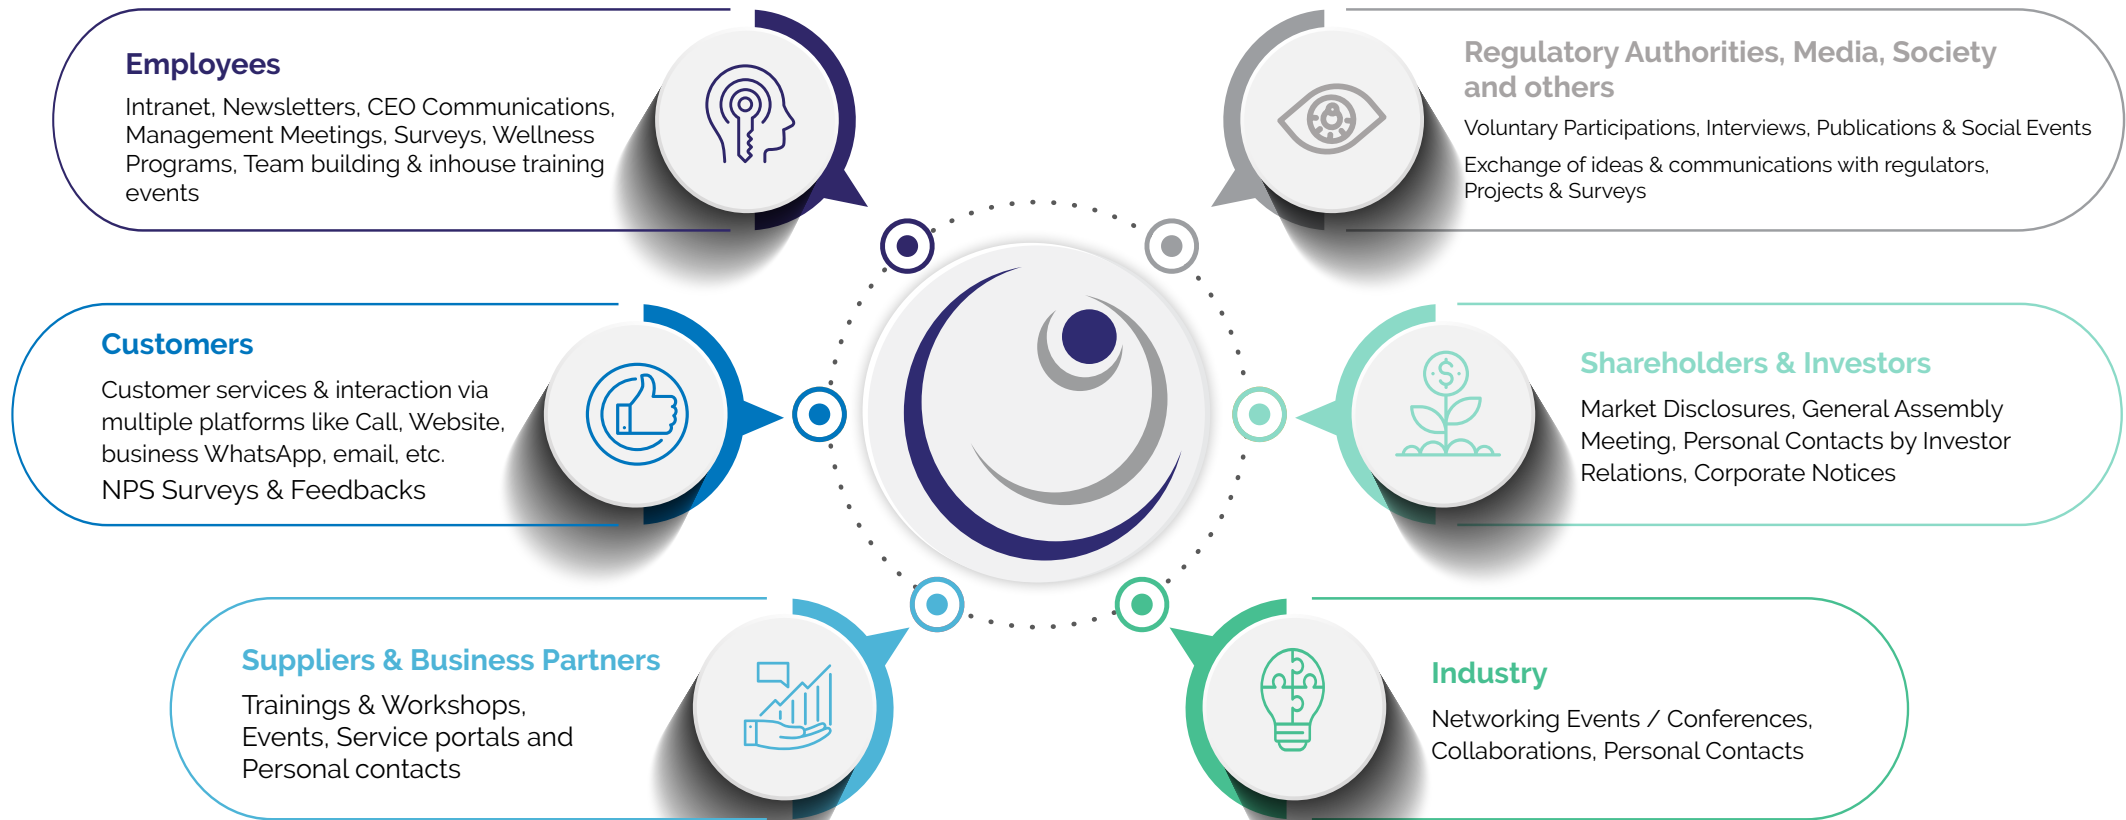 Employees
Intranet, Newsletters, CEO Communications,
Management Meetings, Surveys, Wellness
Programs, Team building & inhouse training
events
Regulatory Authorities, Media, Society
and others
Voluntary Participations, Interviews, Publications & Social Events
Exchange of ideas & communications with regulators,
Projects & Surveys
Customers
Customer services & interaction via
multiple platforms like Call, Website,
business WhatsApp, email, etc.
NPS Surveys & Feedbacks
Shareholders & Investors
Market Disclosures, General Assembly
Meeting, Personal Contacts by Investor
Relations, Corporate Notices
Suppliers & Business Partners
Trainings & Workshops,
Events, Service portals and
Personal contacts
Industry
Networking Events / Conferences,
Collaborations, Personal Contacts